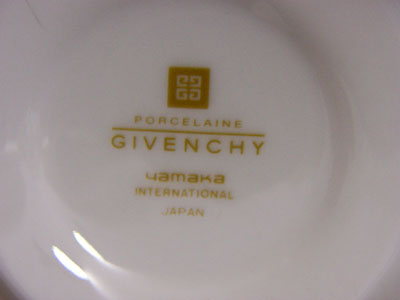 PORCELAINE
GIVENCHY
yamaka
INTERNATIONAL
JAPAN